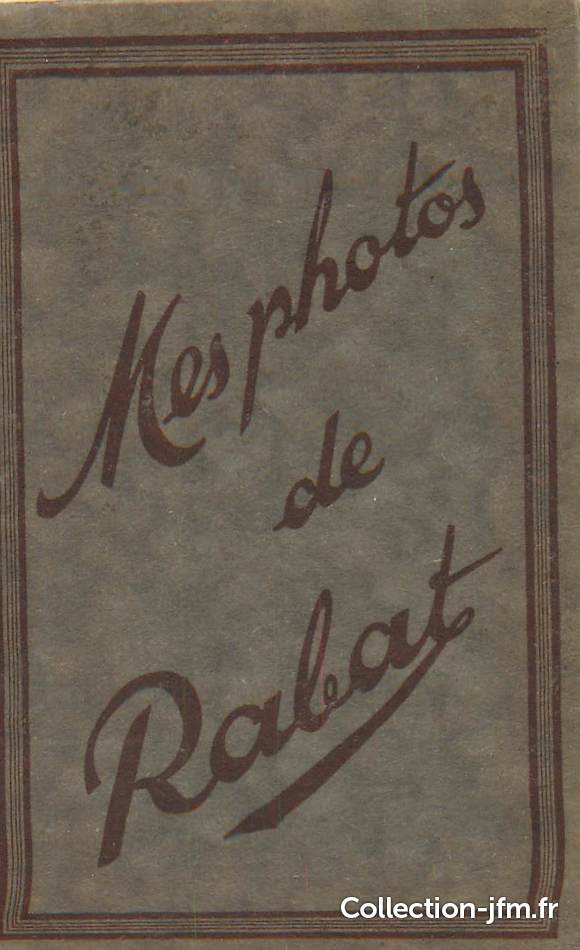 Mes photos
de
Rabat
Collection-jfm.fr